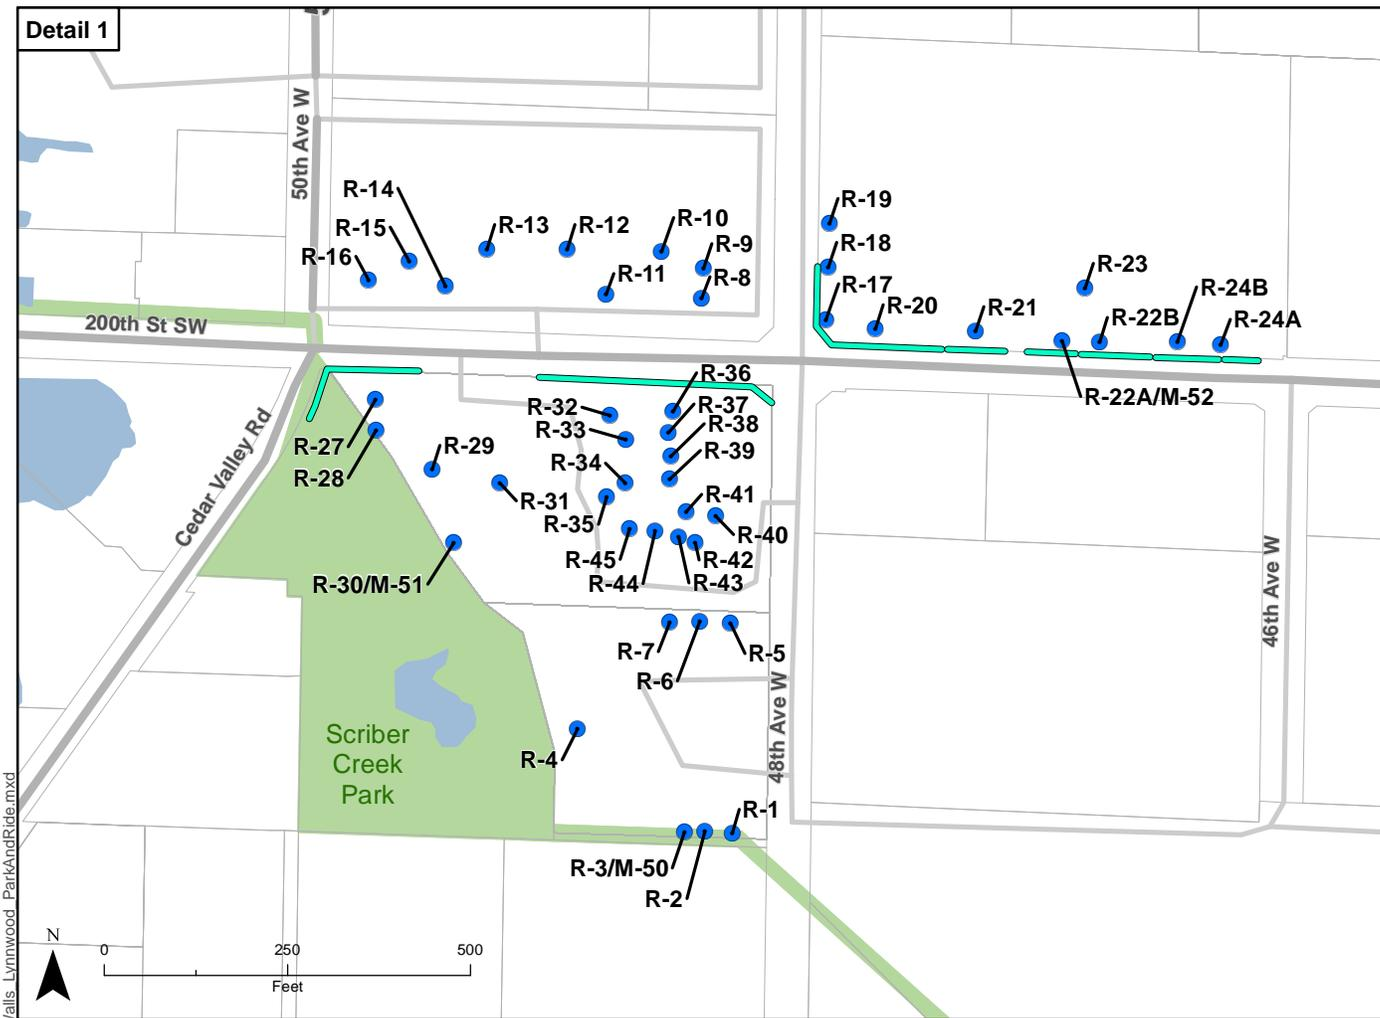 Detail 1
50th Ave W
R-14
R-15
R-16
R-13
R-12
R-10
R-9
R-11
R-8
R-19
R-18
R-17
R-23
R-20
R-21
R-24B
R-22B
R-24A
R-22A/M-52
200th St SW
R-36
R-32
R-37
R-33
R-38
R-27
R-29
R-39
R-28
R-34
R-31
R-41
R-35
R-40
R-45
R-42
R-30/M-51
R-44
R-43
Cedar Valley Rd
46th Ave W
R-7
R-5
R-6
48th Ave W
Scriber
Creek
Park
R-4
R-1
R-3/M-50
R-2
N
0 250 500
Feet
Lynnwood_ParkAndRide.mxd